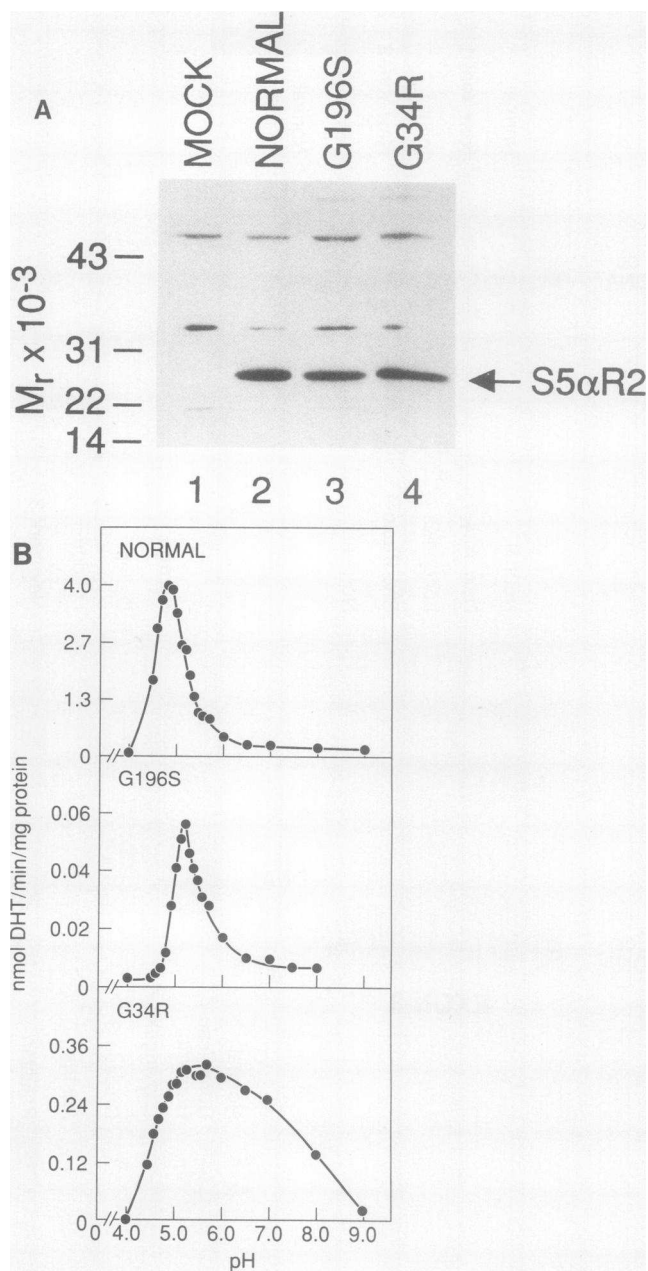 A
MOCK
NORMAL
G196S
G34R
Mr x 10-3
43
31
22
14
S5αR2
1 2 3 4
B
nmol DHT/min/mg protein
NORMAL
4.0
2.7
1.3
0
G196S
0.06
0.04
0.02
0
G34R
0.36
0.24
0.12
0
0 4.0 5.0 6.0 7.0 8.0 9.0
pH